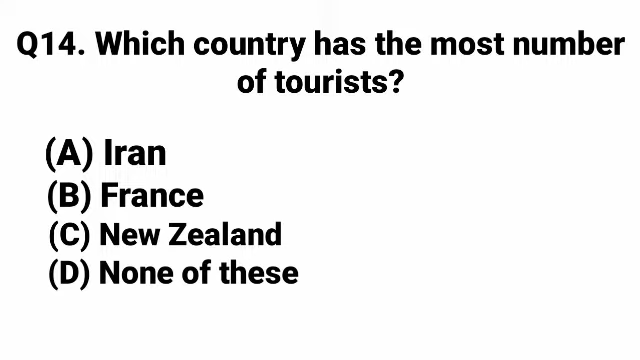 Q14. Which country has the most number
of tourists?
(A) Iran
(B) France
(C) New Zealand
(D) None of these